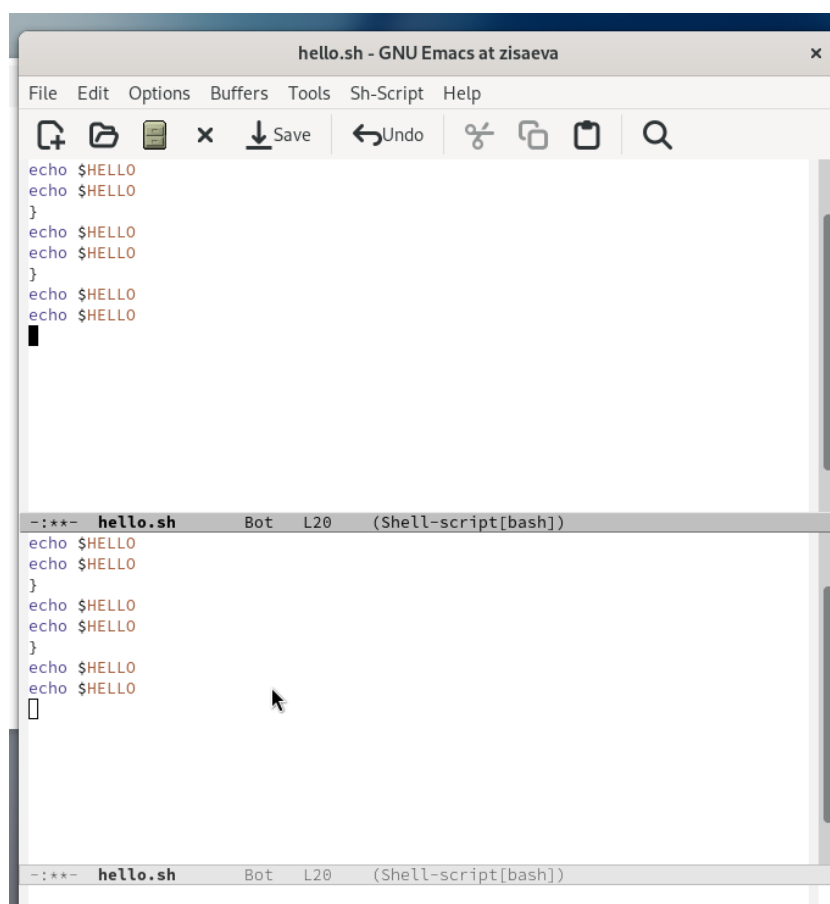 hello.sh - GNU Emacs at zisaeva ×
File Edit Options Buffers Tools Sh-Script Help
Save Undo
echo $HELLO
echo $HELLO
}
echo $HELLO
echo $HELLO
}
echo $HELLO
echo $HELLO
-:**- hello.sh Bot L20 (Shell-script[bash])
echo $HELLO
echo $HELLO
}
echo $HELLO
echo $HELLO
}
echo $HELLO
echo $HELLO
-:**- hello.sh Bot L20 (Shell-script[bash])